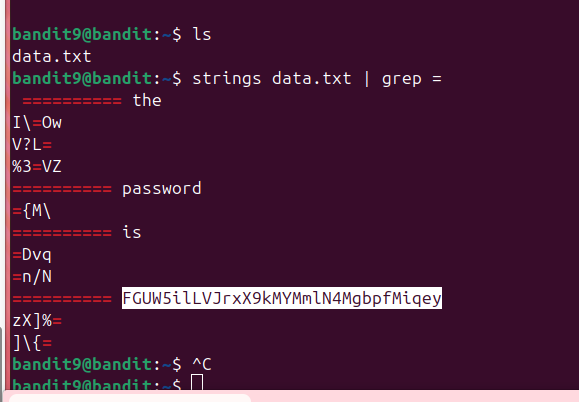 bandit9@bandit:~$ ls
data.txt
bandit9@bandit:~$ strings data.txt | grep =
========== the
I\=Ow
V?L=
%3=VZ
========== password
={M\
========== is
=Dvq
=n/N
========== FGUW5ilLVJrxX9kMYMmlN4MgbpfMiqey
zX]%=
]\{=
bandit9@bandit:~$ ^C
bandit9@bandit:~$